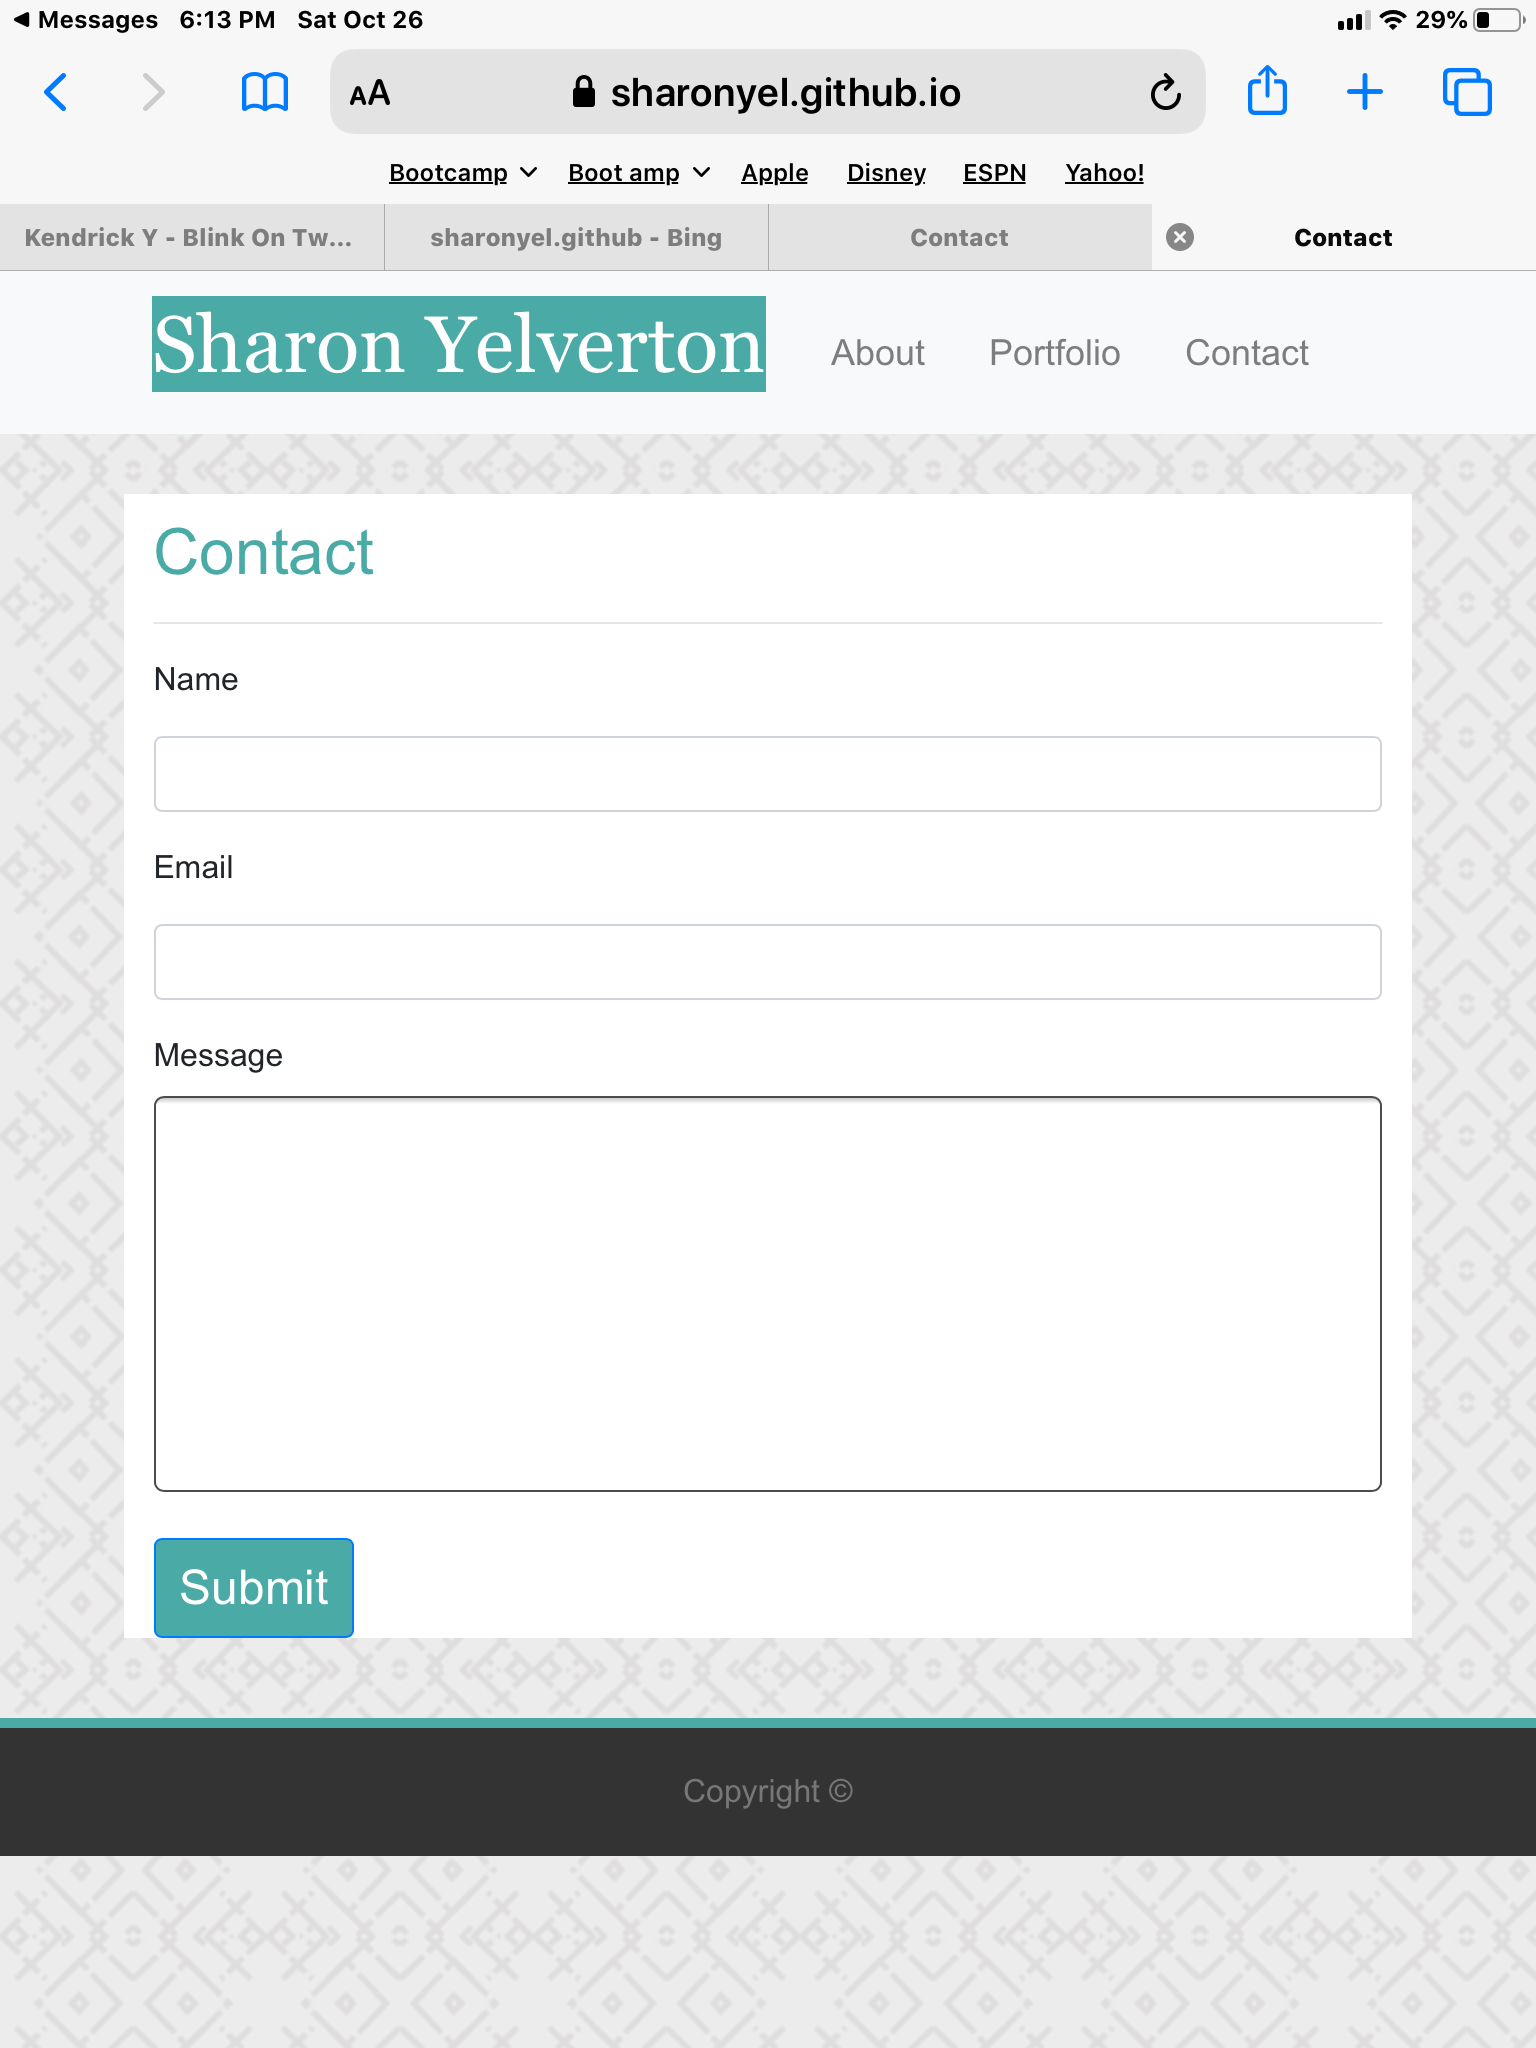 Messages 6:13 PM Sat Oct 26 29%
AA sharonyel.github.io
Bootcamp Boot amp Apple Disney ESPN Yahoo!
Kendrick Y - Blink On Tw... sharonyel.github - Bing Contact Contact
Sharon Yelverton About Portfolio Contact
Contact
Name
Email
Message
Submit
Copyright ©